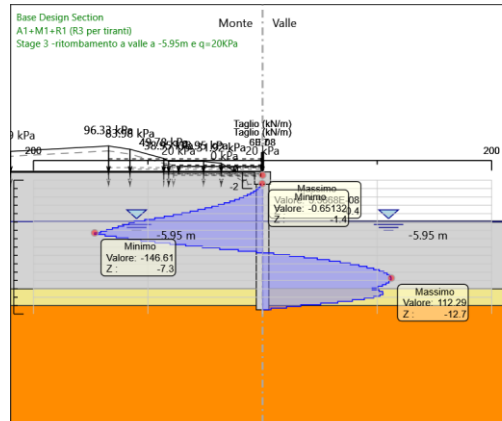 Base Design Section
A1+M1+R1 (R3 per tiranti)
Stage 3 -ritombamento a valle a -5.95m e q=20KPa
Monte
Valle
kPa
96.33 kPa
20 kPa
20 kPa
Taglio (kN/m)
Taglio (kN/m)
200
0
200
-2
Massimo
Minimo
Valore: -0.65132
Z : -1.4
-5.95 m
-5.95 m
Minimo
Valore: -146.61
Z : -7.3
Massimo
Valore: 112.29
Z : -12.7